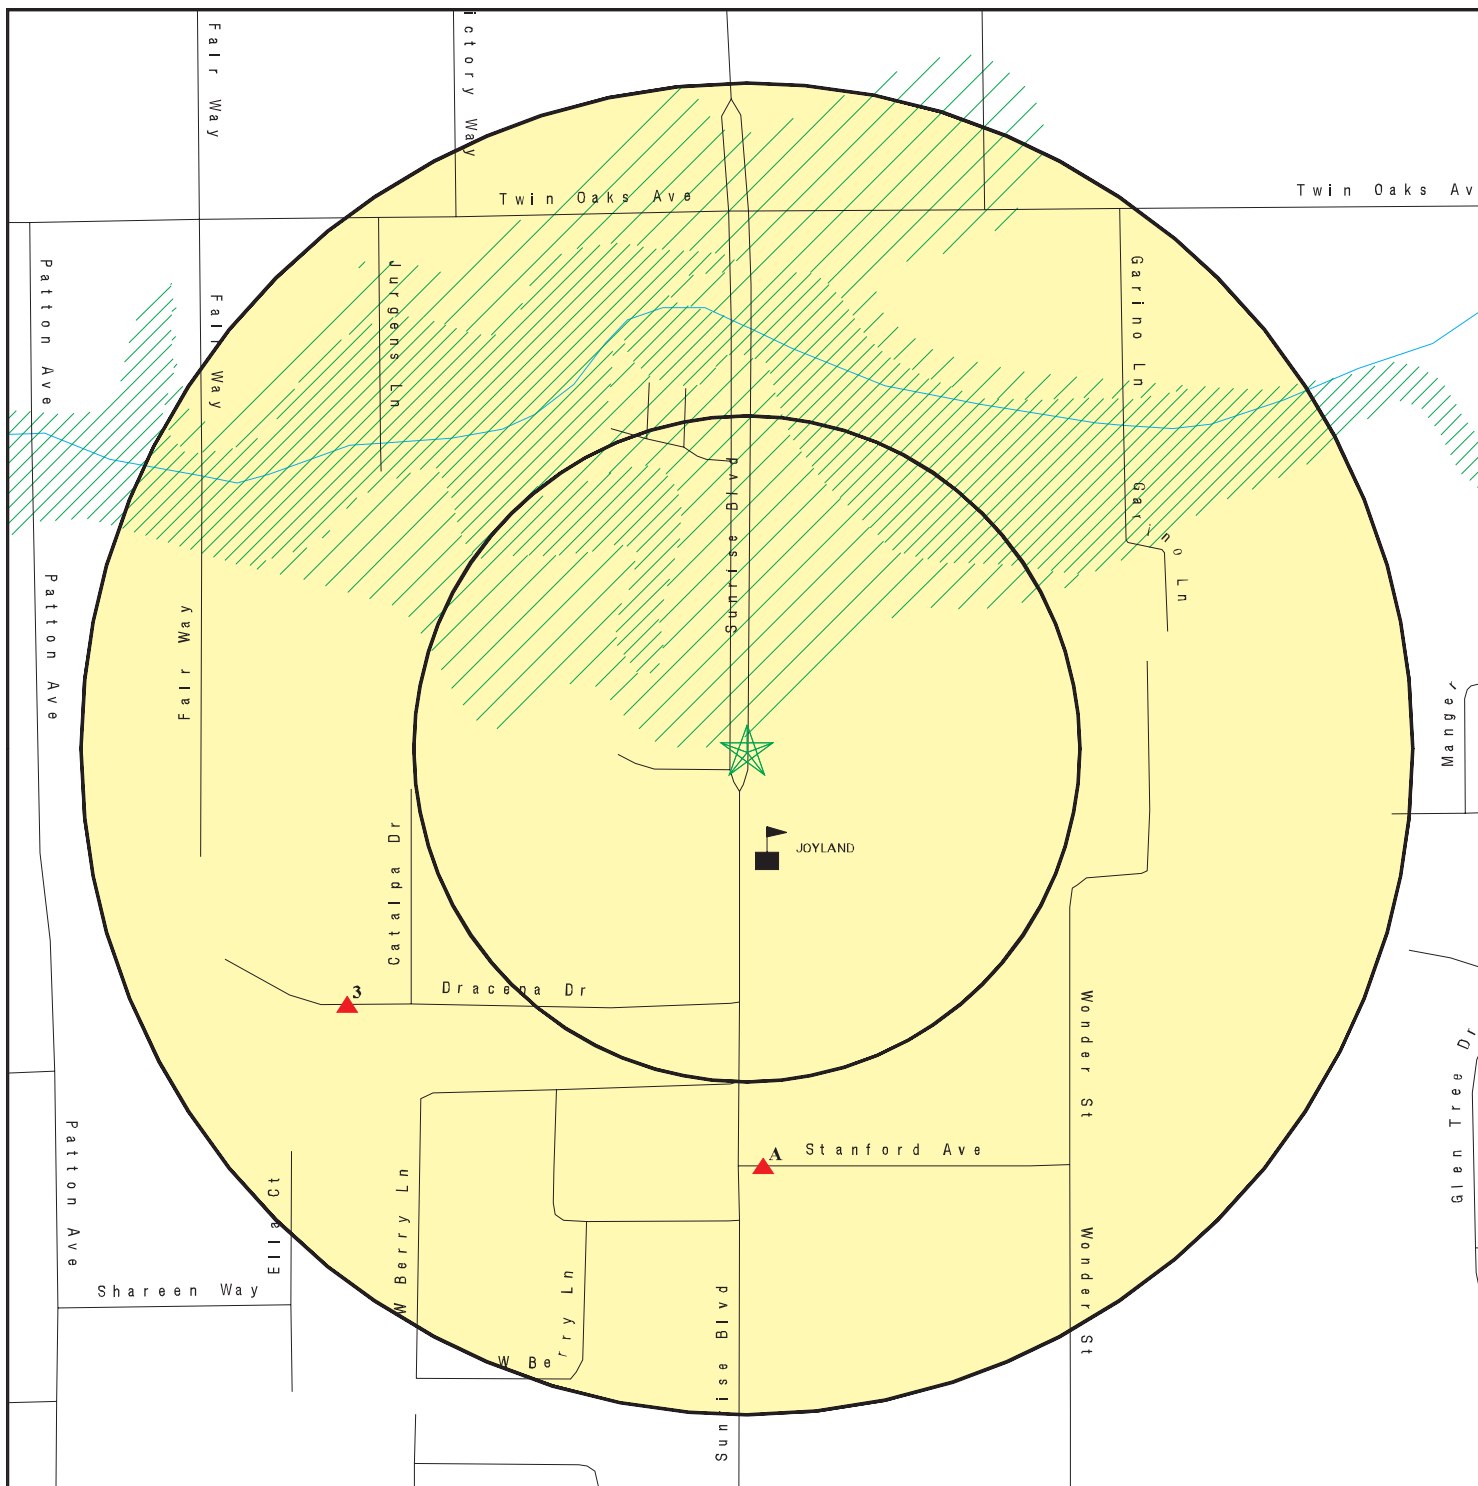 Fair Way
ictory Way
Twin Oaks Ave
Twin Oaks Av
Patton Ave
Fair Way
Jurgens Ln
Garino Ln
Sunrise Blvd
Garino Ln
Patton Ave
Fair Way
Manger
JOYLAND
Catalpa Dr
3
Dracena Dr
Wonder St
Glen Tree Dr
Patton Ave
A
Stanford Ave
Ella Ct
W Berry Ln
Shareen Way
Wonder St
Sunrise Blvd
W Berry Ln